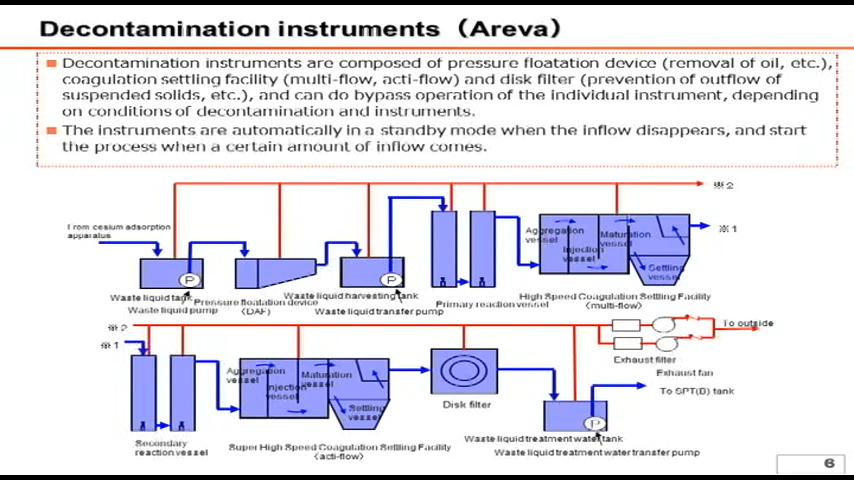 Decontamination instruments（Areva）
Decontamination instruments are composed of pressure floatation device (removal of oil, etc.),
coagulation settling facility (multi-flow, acti-flow) and disk filter (prevention of outflow of
suspended solids, etc.), and can do bypass operation of the individual instrument, depending
on conditions of decontamination and instruments.
The instruments are automatically in a standby mode when the inflow disappears, and start
the process when a certain amount of inflow comes.
※2
From cesium adsorption
apparatus
※1
Aggregation
vessel
Maturation
vessel
Injection
vessel
Settling
vessel
P
P
Waste liquid tank
Waste liquid pump
Pressure floatation device
(DAF)
Waste liquid harvesting tank
Waste liquid transfer pump
Primary reaction vessel
High Speed Coagulation Settling Facility
(multi-flow)
※2
※1
To outside
Exhaust filter
Exhaust fan
Aggregation
vessel
Maturation
vessel
Injection
vessel
Settling
vessel
Disk filter
To SPT(B) tank
P
Secondary
reaction vessel
Super High Speed Coagulation Settling Facility
(acti-flow)
Waste liquid treatment water tank
Waste liquid treatment water transfer pump
6